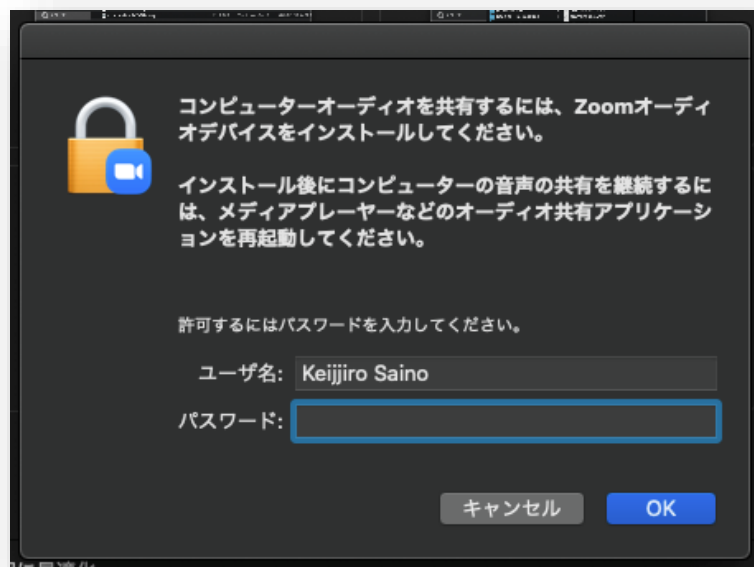 コンピューターオーディオを共有するには、Zoomオーディ
オデバイスをインストールしてください。
インストール後にコンピューターの音声の共有を継続するに
は、メディアプレーヤーなどのオーディオ共有アプリケーシ
ョンを再起動してください。
許可するにはパスワードを入力してください。
ユーザ名: Keijjiro Saino
パスワード:
キャンセル OK